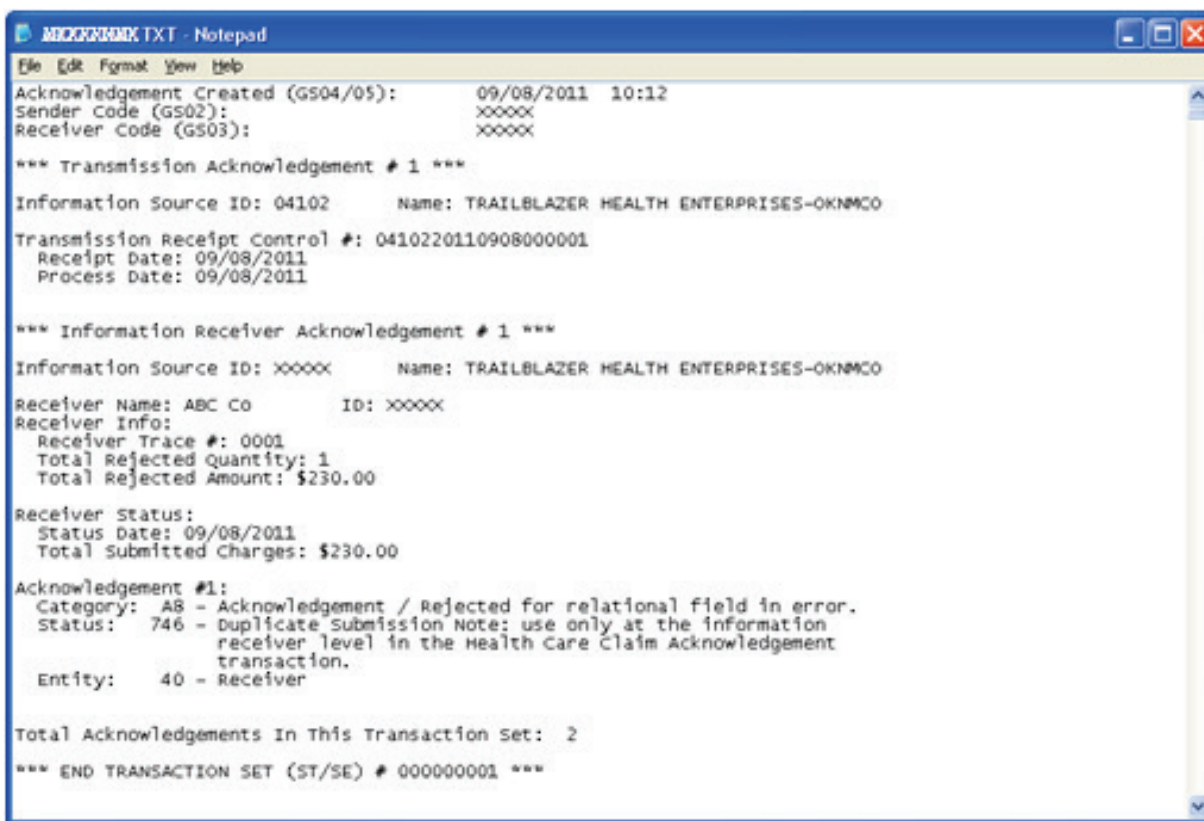 TXT - Notepad
File Edit Format View Help
Acknowledgement Created (GS04/05): 09/08/2011 10:12
Sender Code (GS02): XXXXX
Receiver Code (GS03): XXXXX
*** Transmission Acknowledgement # 1 ***
Information Source ID: 04102 Name: TRAILBLAZER HEALTH ENTERPRISES-OKNMCO
Transmission Receipt Control #: 0410220110908000001
Receipt Date: 09/08/2011
Process Date: 09/08/2011
*** Information Receiver Acknowledgement # 1 ***
Information Source ID: XXXXX Name: TRAILBLAZER HEALTH ENTERPRISES-OKNMCO
Receiver Name: ABC Co ID: XXXXX
Receiver Info:
Receiver Trace #: 0001
Total Rejected Quantity: 1
Total Rejected Amount: $230.00
Receiver Status:
Status Date: 09/08/2011
Total Submitted Charges: $230.00
Acknowledgement #1:
Category: A8 - Acknowledgement / Rejected for relational field in error.
Status: 746 - Duplicate Submission Note: use only at the information
receiver level in the Health Care Claim Acknowledgement
transaction.
Entity: 40 - Receiver
Total Acknowledgements In This Transaction Set: 2
*** END TRANSACTION SET (ST/SE) # 000000001 ***